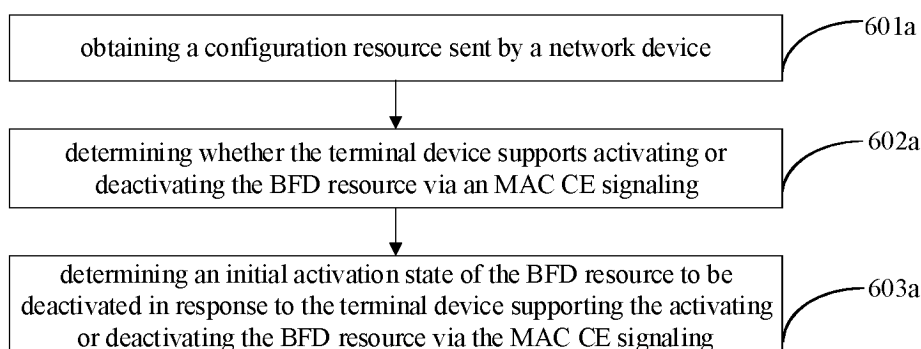 obtaining a configuration resource sent by a network device
601a
determining whether the terminal device supports activating or
deactivating the BFD resource via an MAC CE signaling
602a
determining an initial activation state of the BFD resource to be
deactivated in response to the terminal device supporting the activating
or deactivating the BFD resource via the MAC CE signaling
603a